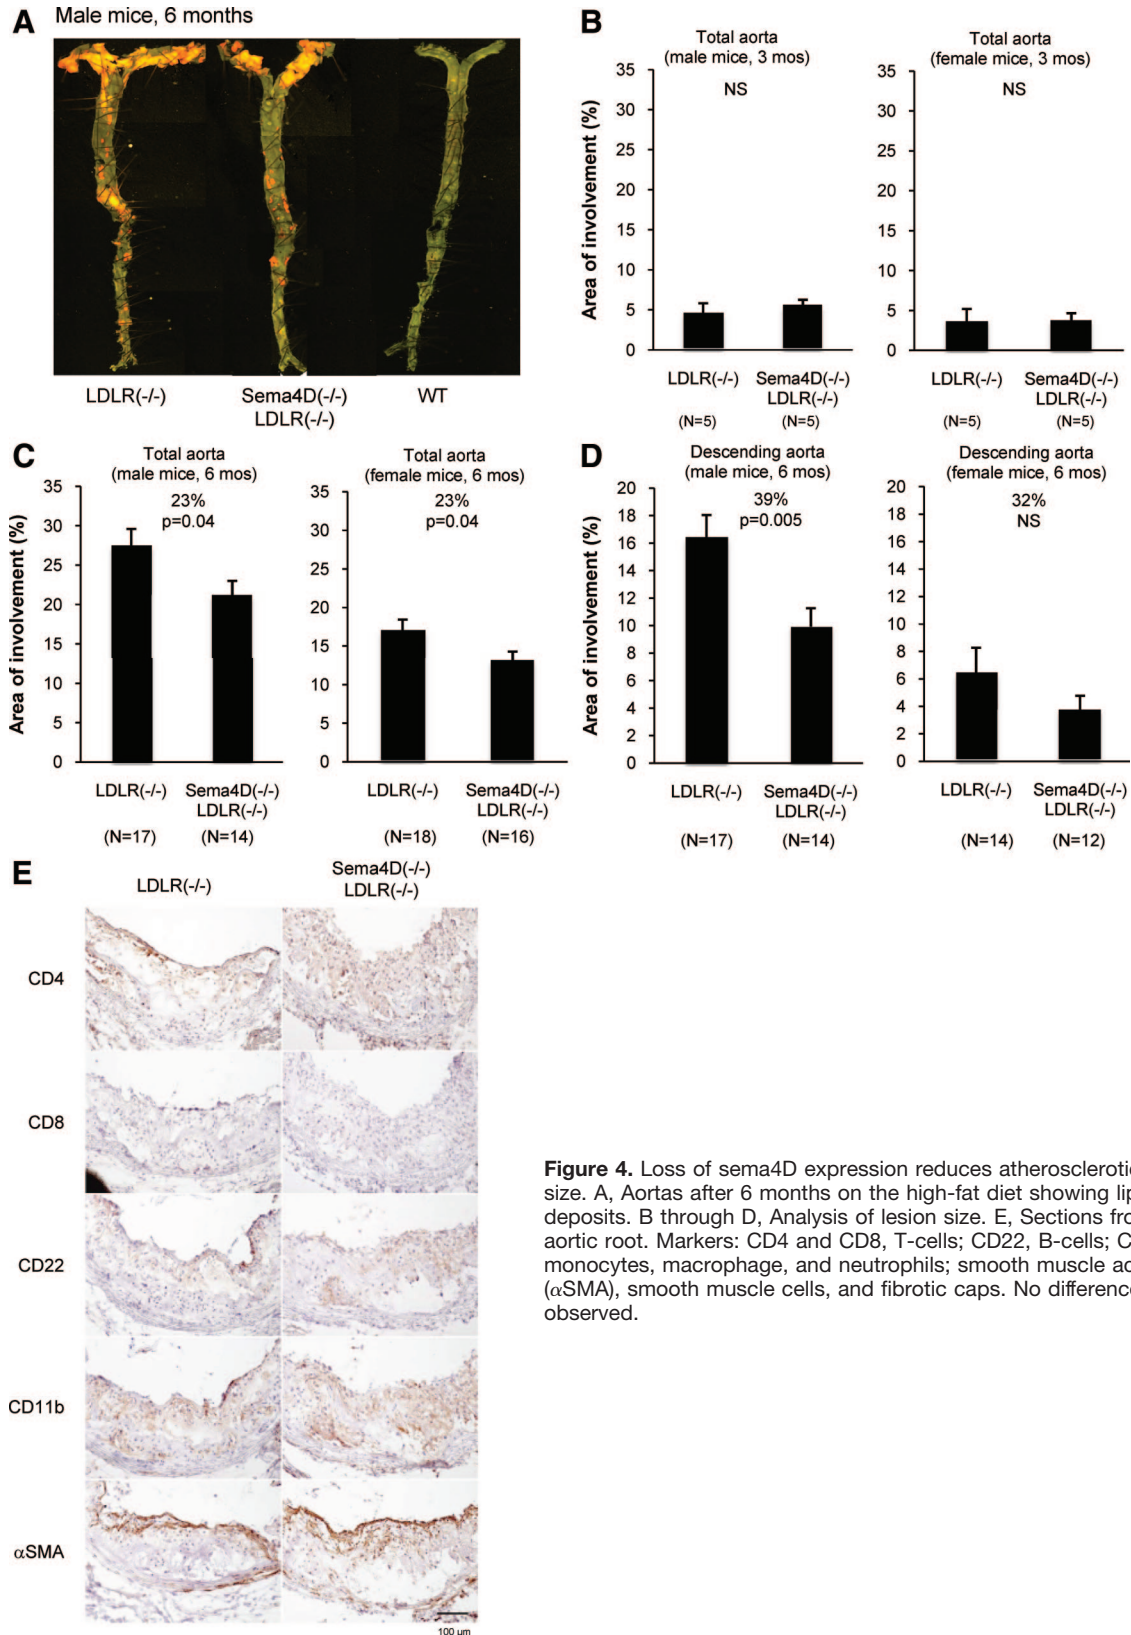 A
Male mice, 6 months
LDLR(-/-)
Sema4D(-/-)
LDLR(-/-)
WT
B
Total aorta
(male mice, 3 mos)
NS
Area of involvement (%)
35
30
25
20
15
10
5
0
LDLR(-/-)
Sema4D(-/-)
LDLR(-/-)
(N=5)
(N=5)
Total aorta
(female mice, 3 mos)
NS
35
30
25
20
15
10
5
0
LDLR(-/-)
Sema4D(-/-)
LDLR(-/-)
(N=5)
(N=5)
C
Total aorta
(male mice, 6 mos)
23%
p=0.04
Area of involvement (%)
35
30
25
20
15
10
5
0
LDLR(-/-)
Sema4D(-/-)
LDLR(-/-)
(N=17)
(N=14)
Total aorta
(female mice, 6 mos)
23%
p=0.04
35
30
25
20
15
10
5
0
LDLR(-/-)
Sema4D(-/-)
LDLR(-/-)
(N=18)
(N=16)
D
Descending aorta
(male mice, 6 mos)
39%
p=0.005
Area of involvement (%)
20
18
16
14
12
10
8
6
4
2
0
LDLR(-/-)
Sema4D(-/-)
LDLR(-/-)
(N=17)
(N=14)
Descending aorta
(female mice, 6 mos)
32%
NS
20
18
16
14
12
10
8
6
4
2
0
LDLR(-/-)
Sema4D(-/-)
LDLR(-/-)
(N=14)
(N=12)
E
LDLR(-/-)
Sema4D(-/-)
LDLR(-/-)
CD4
CD8
CD22
CD11b
αSMA
100 µm
Figure 4. Loss of sema4D expression reduces atherosclerotic
size. A, Aortas after 6 months on the high-fat diet showing lip
deposits. B through D, Analysis of lesion size. E, Sections fro
aortic root. Markers: CD4 and CD8, T-cells; CD22, B-cells; C
monocytes, macrophage, and neutrophils; smooth muscle ac
(αSMA), smooth muscle cells, and fibrotic caps. No difference
observed.